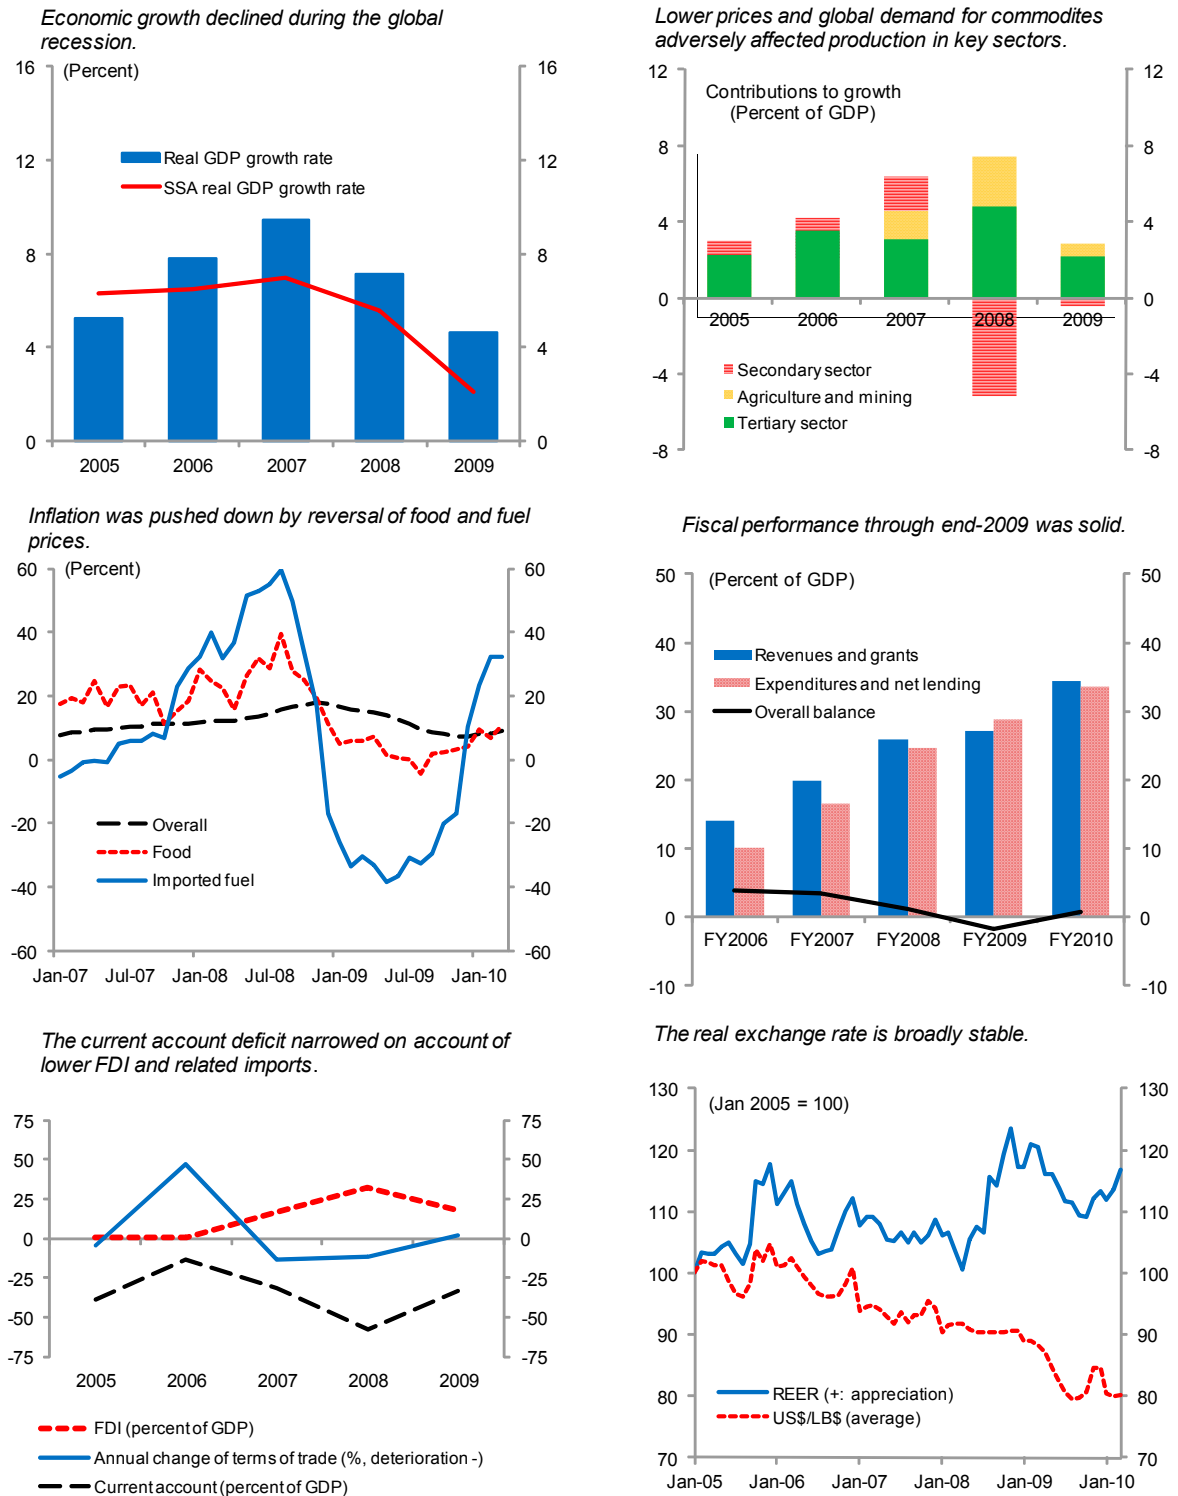 Economic growth declined during the global
recession.
(Percent)
16
12
8
4
0
16
12
8
4
0
Real GDP growth rate
SSA real GDP growth rate
2005 2006 2007 2008 2009
Lower prices and global demand for commodites
adversely affected production in key sectors.
12
8
4
0
-4
-8
12
8
4
0
-4
-8
Contributions to growth
(Percent of GDP)
2005 2006 2007 2008 2009
Secondary sector
Agriculture and mining
Tertiary sector
Inflation was pushed down by reversal of food and fuel
prices.
(Percent)
60
40
20
0
-20
-40
-60
60
40
20
0
-20
-40
-60
Overall
Food
Imported fuel
Jan-07 Jul-07 Jan-08 Jul-08 Jan-09 Jul-09 Jan-10
Fiscal performance through end-2009 was solid.
50
40
30
20
10
0
-10
50
40
30
20
10
0
-10
(Percent of GDP)
Revenues and grants
Expenditures and net lending
Overall balance
FY2006 FY2007 FY2008 FY2009 FY2010
The current account deficit narrowed on account of
lower FDI and related imports.
75
50
25
0
-25
-50
-75
75
50
25
0
-25
-50
-75
2005 2006 2007 2008 2009
FDI (percent of GDP)
Annual change of terms of trade (%, deterioration -)
Current account (percent of GDP)
The real exchange rate is broadly stable.
130
120
110
100
90
80
70
130
120
110
100
90
80
70
(Jan 2005 = 100)
REER (+: appreciation)
US$/LB$ (average)
Jan-05 Jan-06 Jan-07 Jan-08 Jan-09 Jan-10